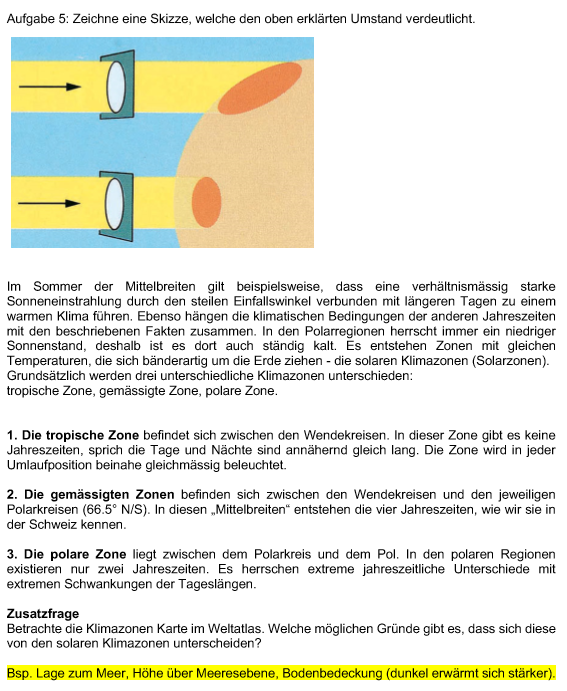 Aufgabe 5: Zeichne eine Skizze, welche den oben erklärten Umstand verdeutlicht.
Im Sommer der Mittelbreiten gilt beispielsweise, dass eine verhältnismässig starke
Sonneneinstrahlung durch den steilen Einfallswinkel verbunden mit längeren Tagen zu einem
warmen Klima führen. Ebenso hängen die klimatischen Bedingungen der anderen Jahreszeiten
mit den beschriebenen Fakten zusammen. In den Polarregionen herrscht immer ein niedriger
Sonnenstand, deshalb ist es dort auch ständig kalt. Es entstehen Zonen mit gleichen
Temperaturen, die sich bänderartig um die Erde ziehen - die solaren Klimazonen (Solarzonen).
Grundsätzlich werden drei unterschiedliche Klimazonen unterschieden:
tropische Zone, gemässigte Zone, polare Zone.
1. Die tropische Zone befindet sich zwischen den Wendekreisen. In dieser Zone gibt es keine
Jahreszeiten, sprich die Tage und Nächte sind annähernd gleich lang. Die Zone wird in jeder
Umlaufposition beinahe gleichmässig beleuchtet.
2. Die gemässigten Zonen befinden sich zwischen den Wendekreisen und den jeweiligen
Polarkreisen (66.5° N/S). In diesen „Mittelbreiten“ entstehen die vier Jahreszeiten, wie wir sie in
der Schweiz kennen.
3. Die polare Zone liegt zwischen dem Polarkreis und dem Pol. In den polaren Regionen
existieren nur zwei Jahreszeiten. Es herrschen extreme jahreszeitliche Unterschiede mit
extremen Schwankungen der Tageslängen.
Zusatzfrage
Betrachte die Klimazonen Karte im Weltatlas. Welche möglichen Gründe gibt es, dass sich diese
von den solaren Klimazonen unterscheiden?
Bsp. Lage zum Meer, Höhe über Meeresebene, Bodenbedeckung (dunkel erwärmt sich stärker).